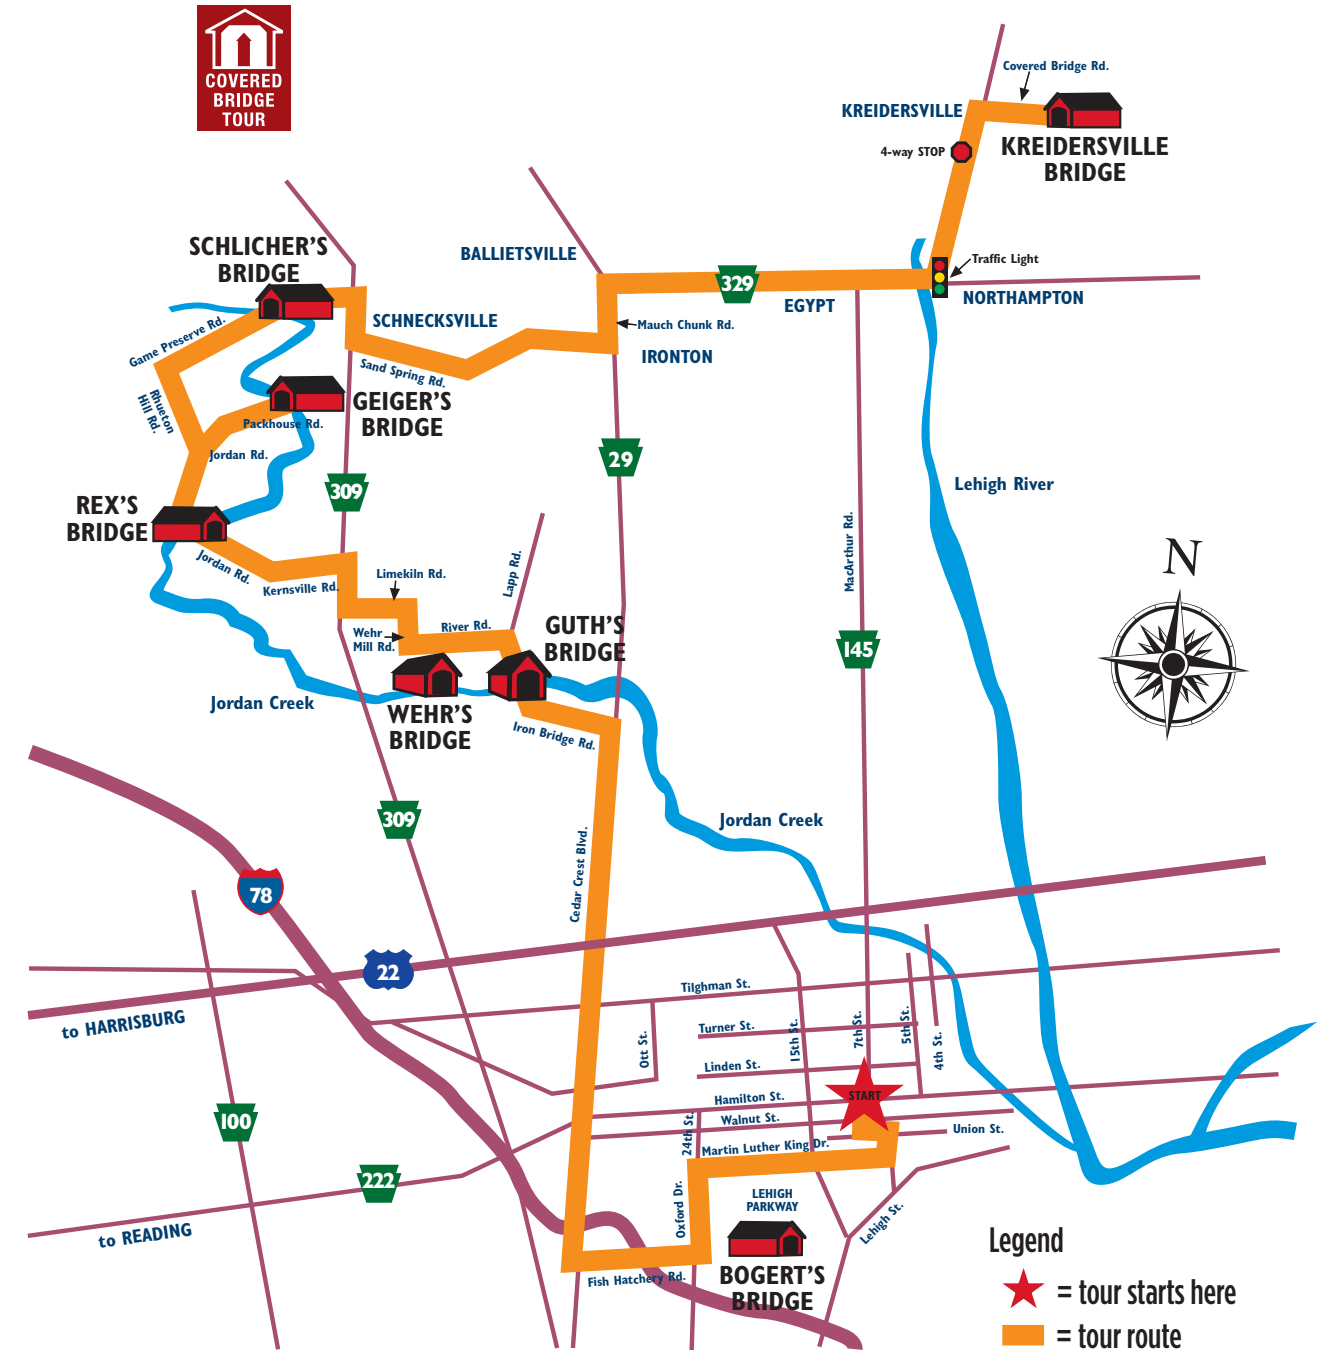 COVERED
BRIDGE
TOUR
Covered Bridge Rd.
KREIDERSVILLE
4-way STOP
KREIDERSVILLE
BRIDGE
SCHLICHER'S
BRIDGE
BALLIETSVILLE
329
EGYPT
Traffic Light
NORTHAMPTON
Game Preserve Rd.
SCHNECKSVILLE
Mauch Chunk Rd.
IRONTON
Sand Spring Rd.
Rhueton
Hill Rd.
GEIGER'S
BRIDGE
Packhouse Rd.
Jordan Rd.
29
309
Lehigh River
REX'S
BRIDGE
MacArthur Rd.
N
Jordan Rd.
Kernsville Rd.
Limekiln Rd.
Lapp Rd.
Wehr
Mill Rd.
River Rd.
GUTH'S
BRIDGE
145
Jordan Creek
WEHR'S
BRIDGE
Iron Bridge Rd.
309
Jordan Creek
Cedar Crest Blvd.
78
22
Tilghman St.
to HARRISBURG
Turner St.
Ott St.
15th St.
7th St.
5th St.
4th St.
Linden St.
START
Hamilton St.
Walnut St.
24th St.
Union St.
Martin Luther King Dr.
100
222
LEHIGH
PARKWAY
Oxford Dr.
Lehigh St.
to READING
Fish Hatchery Rd.
BOGERT'S
BRIDGE
Legend
= tour starts here
= tour route